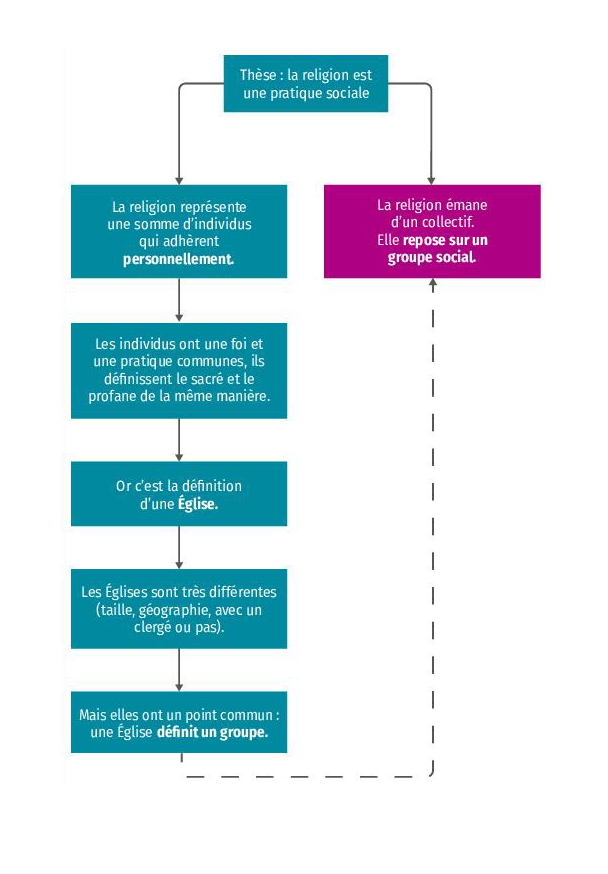 Thèse : la religion est
une pratique sociale
La religion représente
une somme d'individus
qui adhèrent
personnellement.
La religion émane
d'un collectif.
Elle repose sur un
groupe social.
Les individus ont une foi et
une pratique communes, ils
définissent le sacré et le
profane de la même manière.
Or c'est la définition
d'une Église.
Les Églises sont très différentes
(taille, géographie, avec un
clergé ou pas).
Mais elles ont un point commun :
une Église définit un groupe.